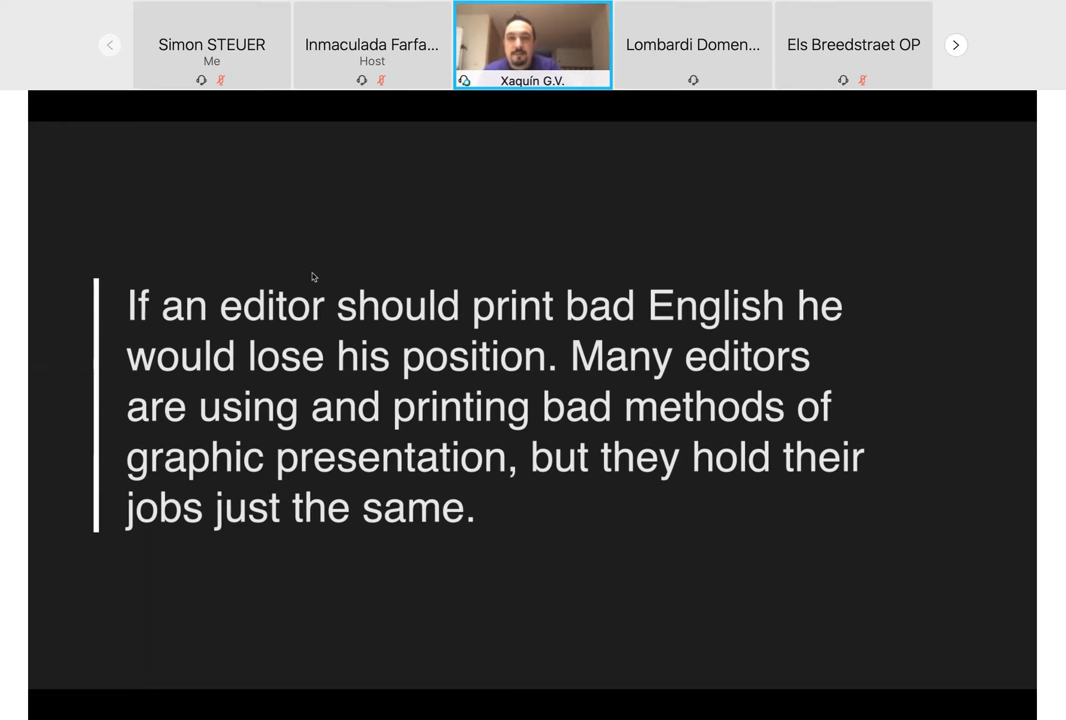 Simon STEUER
Me
Inmaculada Farfa...
Host
Xaquín G.V.
Lombardi Domen...
Els Breedstraet OP
If an editor should print bad English he
would lose his position. Many editors
are using and printing bad methods of
graphic presentation, but they hold their
jobs just the same.